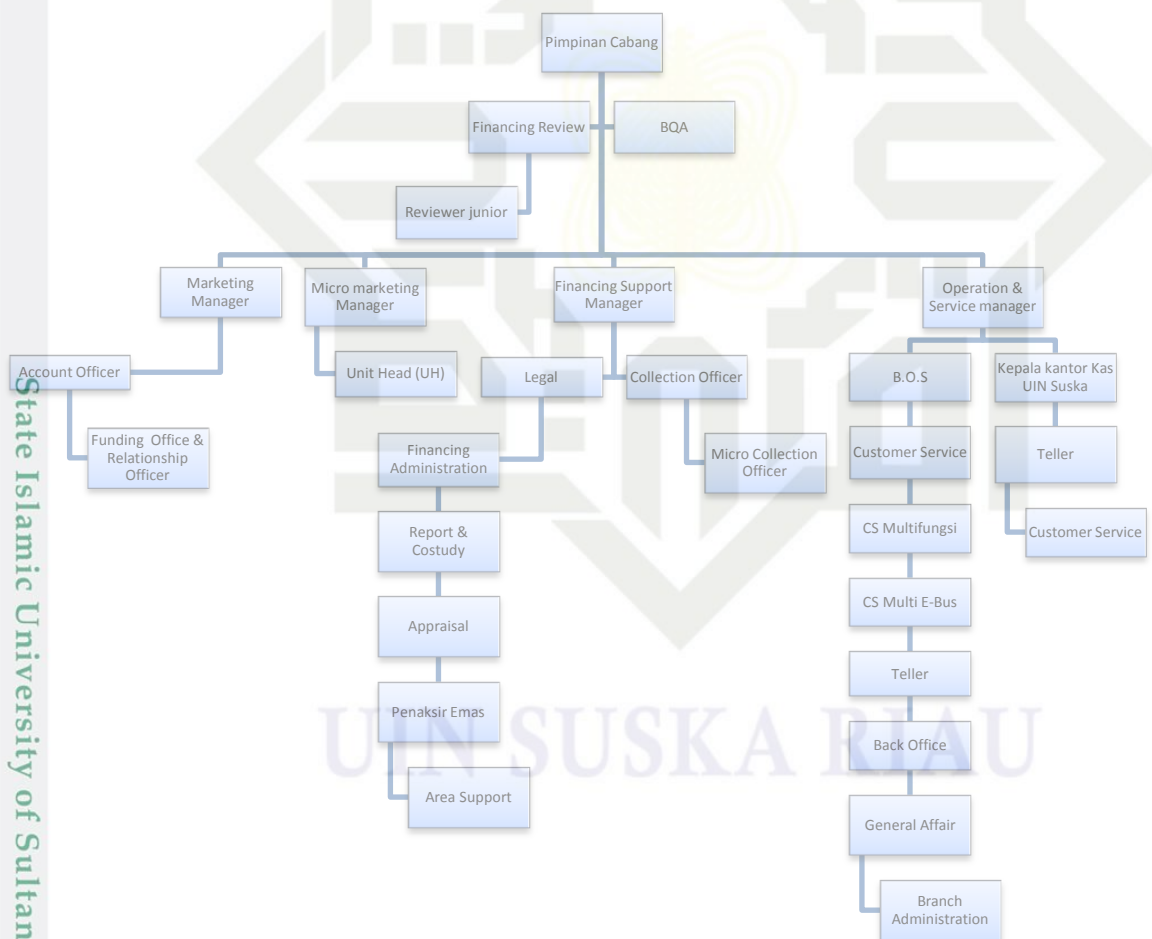 Pimpinan Cabang
Financing Review
BQA
Reviewer junior
Marketing
Manager
Micro marketing
Manager
Financing Support
Manager
Operation &
Service manager
Account Officer
Unit Head (UH)
Legal
Collection Officer
B.O.S
Kepala kantor Kas
UIN Suska
Funding Office &
Relationship
Officer
Financing
Administration
Micro Collection
Officer
Customer Service
Teller
Report &
Costudy
CS Multifungsi
Customer Service
Appraisal
CS Multi E-Bus
Teller
Penaksir Emas
Back Office
Area Support
General Affair
Branch
Administration
UIN SUSKA RIAU
State Islamic University of Sultan